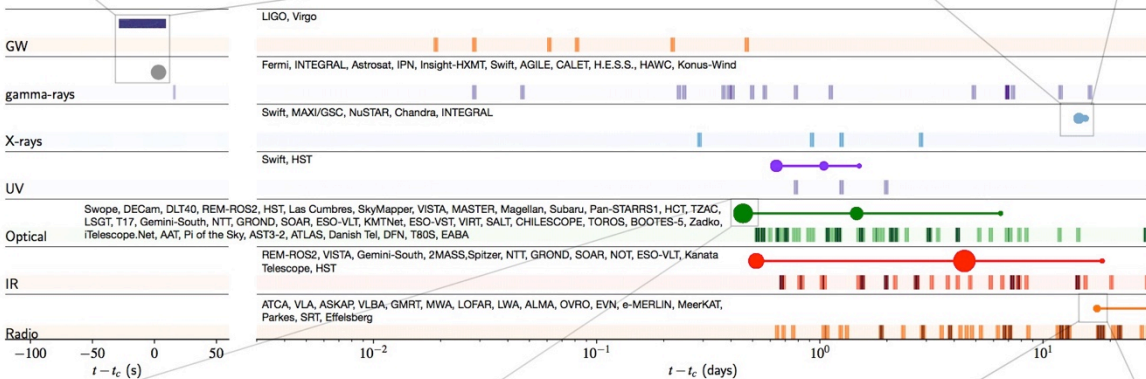 LIGO, Virgo
GW
Fermi, INTEGRAL, Astrosat, IPN, Insight-HXMT, Swift, AGILE, CALET, H.E.S.S., HAWC, Konus-Wind
gamma-rays
Swift, MAXI/GSC, NuSTAR, Chandra, INTEGRAL
X-rays
Swift, HST
UV
Swope, DECam, DLT40, REM-ROS2, HST, Las Cumbres, SkyMapper, VISTA, MASTER, Magellan, Subaru, Pan-STARRS1, HCT, TZAC,
LSGT, T17, Gemini-South, NTT, GROND, SOAR, ESO-VLT, KMTNet, ESO-VST, VIRT, SALT, CHILESCOPE, TOROS, BOOTES-5, Zadko,
iTelescope.Net, AAT, Pi of the Sky, AST3-2, ATLAS, Danish Tel, DFN, T80S, EABA
Optical
REM-ROS2, VISTA, Gemini-South, 2MASS,Spitzer, NTT, GROND, SOAR, NOT, ESO-VLT, Kanata
Telescope, HST
IR
ATCA, VLA, ASKAP, VLBA, GMRT, MWA, LOFAR, LWA, ALMA, OVRO, EVN, e-MERLIN, MeerKAT,
Parkes, SRT, Effelsberg
Radio
−100 −50 0 50 10⁻² 10⁻¹ 10⁰ 10¹
t − t_c (s) t − t_c (days)